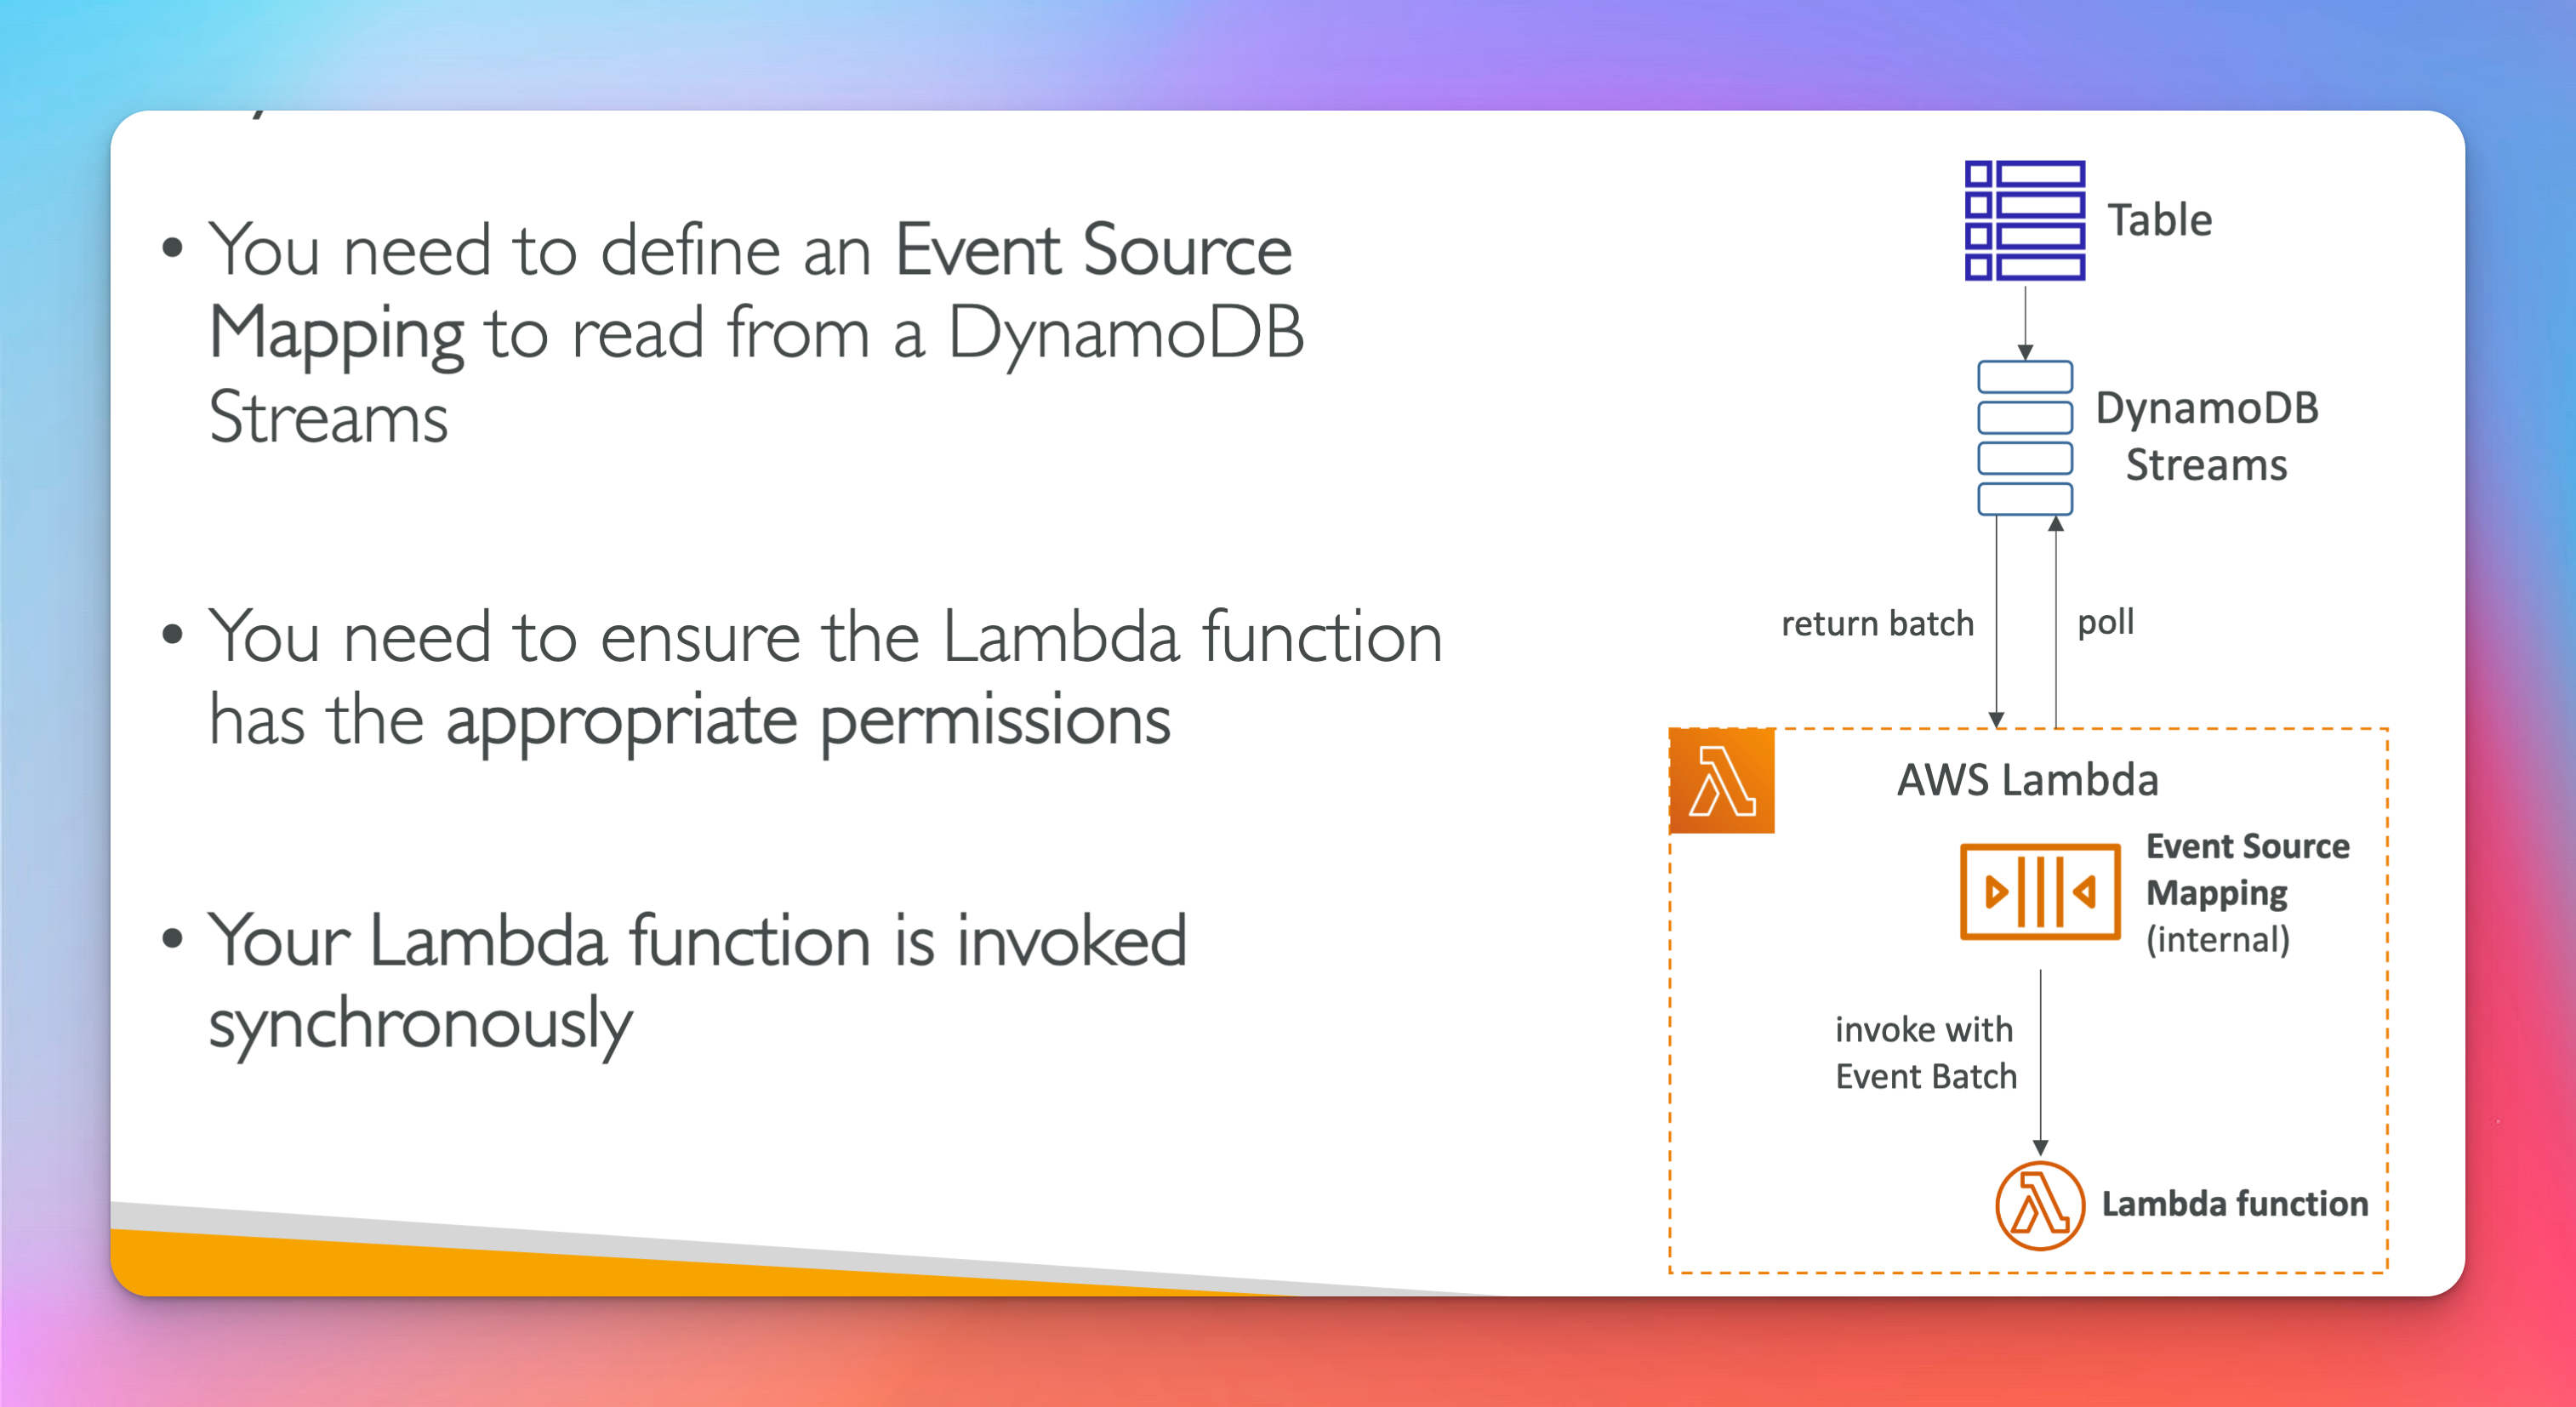 • You need to define an Event Source
Mapping to read from a DynamoDB
Streams
• You need to ensure the Lambda function
has the appropriate permissions
• Your Lambda function is invoked
synchronously
Table
DynamoDB
Streams
return batch
poll
AWS Lambda
Event Source
Mapping
(internal)
invoke with
Event Batch
Lambda function